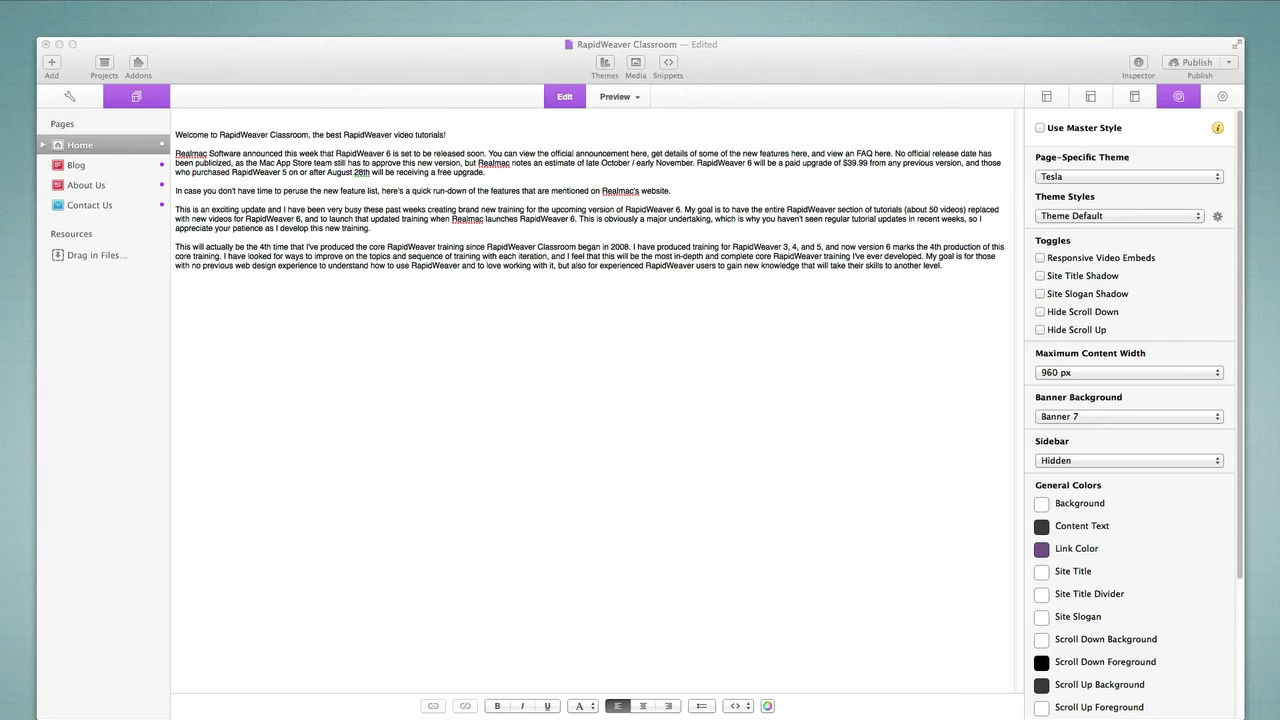 RapidWeaver Classroom — Edited
Add
Projects
Addons
Themes
Media
Snippets
Inspector
Publish
Publish
Edit
Preview
Pages
Home
Blog
About Us
Contact Us
Resources
Drag in Files...
Welcome to RapidWeaver Classroom, the best RapidWeaver video tutorials!
Realmac Software announced this week that RapidWeaver 6 is set to be released soon. You can view the official announcement here, get details of some of the new features here, and view an FAQ here. No official release date has
been publicized, as the Mac App Store team still has to approve this new version, but Realmac notes an estimate of late October / early November. RapidWeaver 6 will be a paid upgrade of $39.99 from any previous version, and those
who purchased RapidWeaver 5 on or after August 28th will be receiving a free upgrade.
In case you don't have time to peruse the new feature list, here's a quick run-down of the features that are mentioned on Realmac's website.
This is an exciting update and I have been very busy these past weeks creating brand new training for the upcoming version of RapidWeaver 6. My goal is to have the entire RapidWeaver section of tutorials (about 50 videos) replaced
with new videos for RapidWeaver 6, and to launch that updated training when Realmac launches RapidWeaver 6. This is obviously a major undertaking, which is why you haven't seen regular tutorial updates in recent weeks, so I
appreciate your patience as I develop this new training.
This will actually be the 4th time that I've produced the core RapidWeaver training since RapidWeaver Classroom began in 2008. I have produced training for RapidWeaver 3, 4, and 5, and now version 6 marks the 4th production of this
core training. I have looked for ways to improve on the topics and sequence of training with each iteration, and I feel that this will be the most in-depth and complete core RapidWeaver training I've ever developed. My goal is for those
with no previous web design experience to understand how to use RapidWeaver and to love working with it, but also for experienced RapidWeaver users to gain new knowledge that will take their skills to another level.
B I U A
Use Master Style
Page-Specific Theme
Tesla
Theme Styles
Theme Default
Toggles
Responsive Video Embeds
Site Title Shadow
Site Slogan Shadow
Hide Scroll Down
Hide Scroll Up
Maximum Content Width
960 px
Banner Background
Banner 7
Sidebar
Hidden
General Colors
Background
Content Text
Link Color
Site Title
Site Title Divider
Site Slogan
Scroll Down Background
Scroll Down Foreground
Scroll Up Background
Scroll Up Foreground